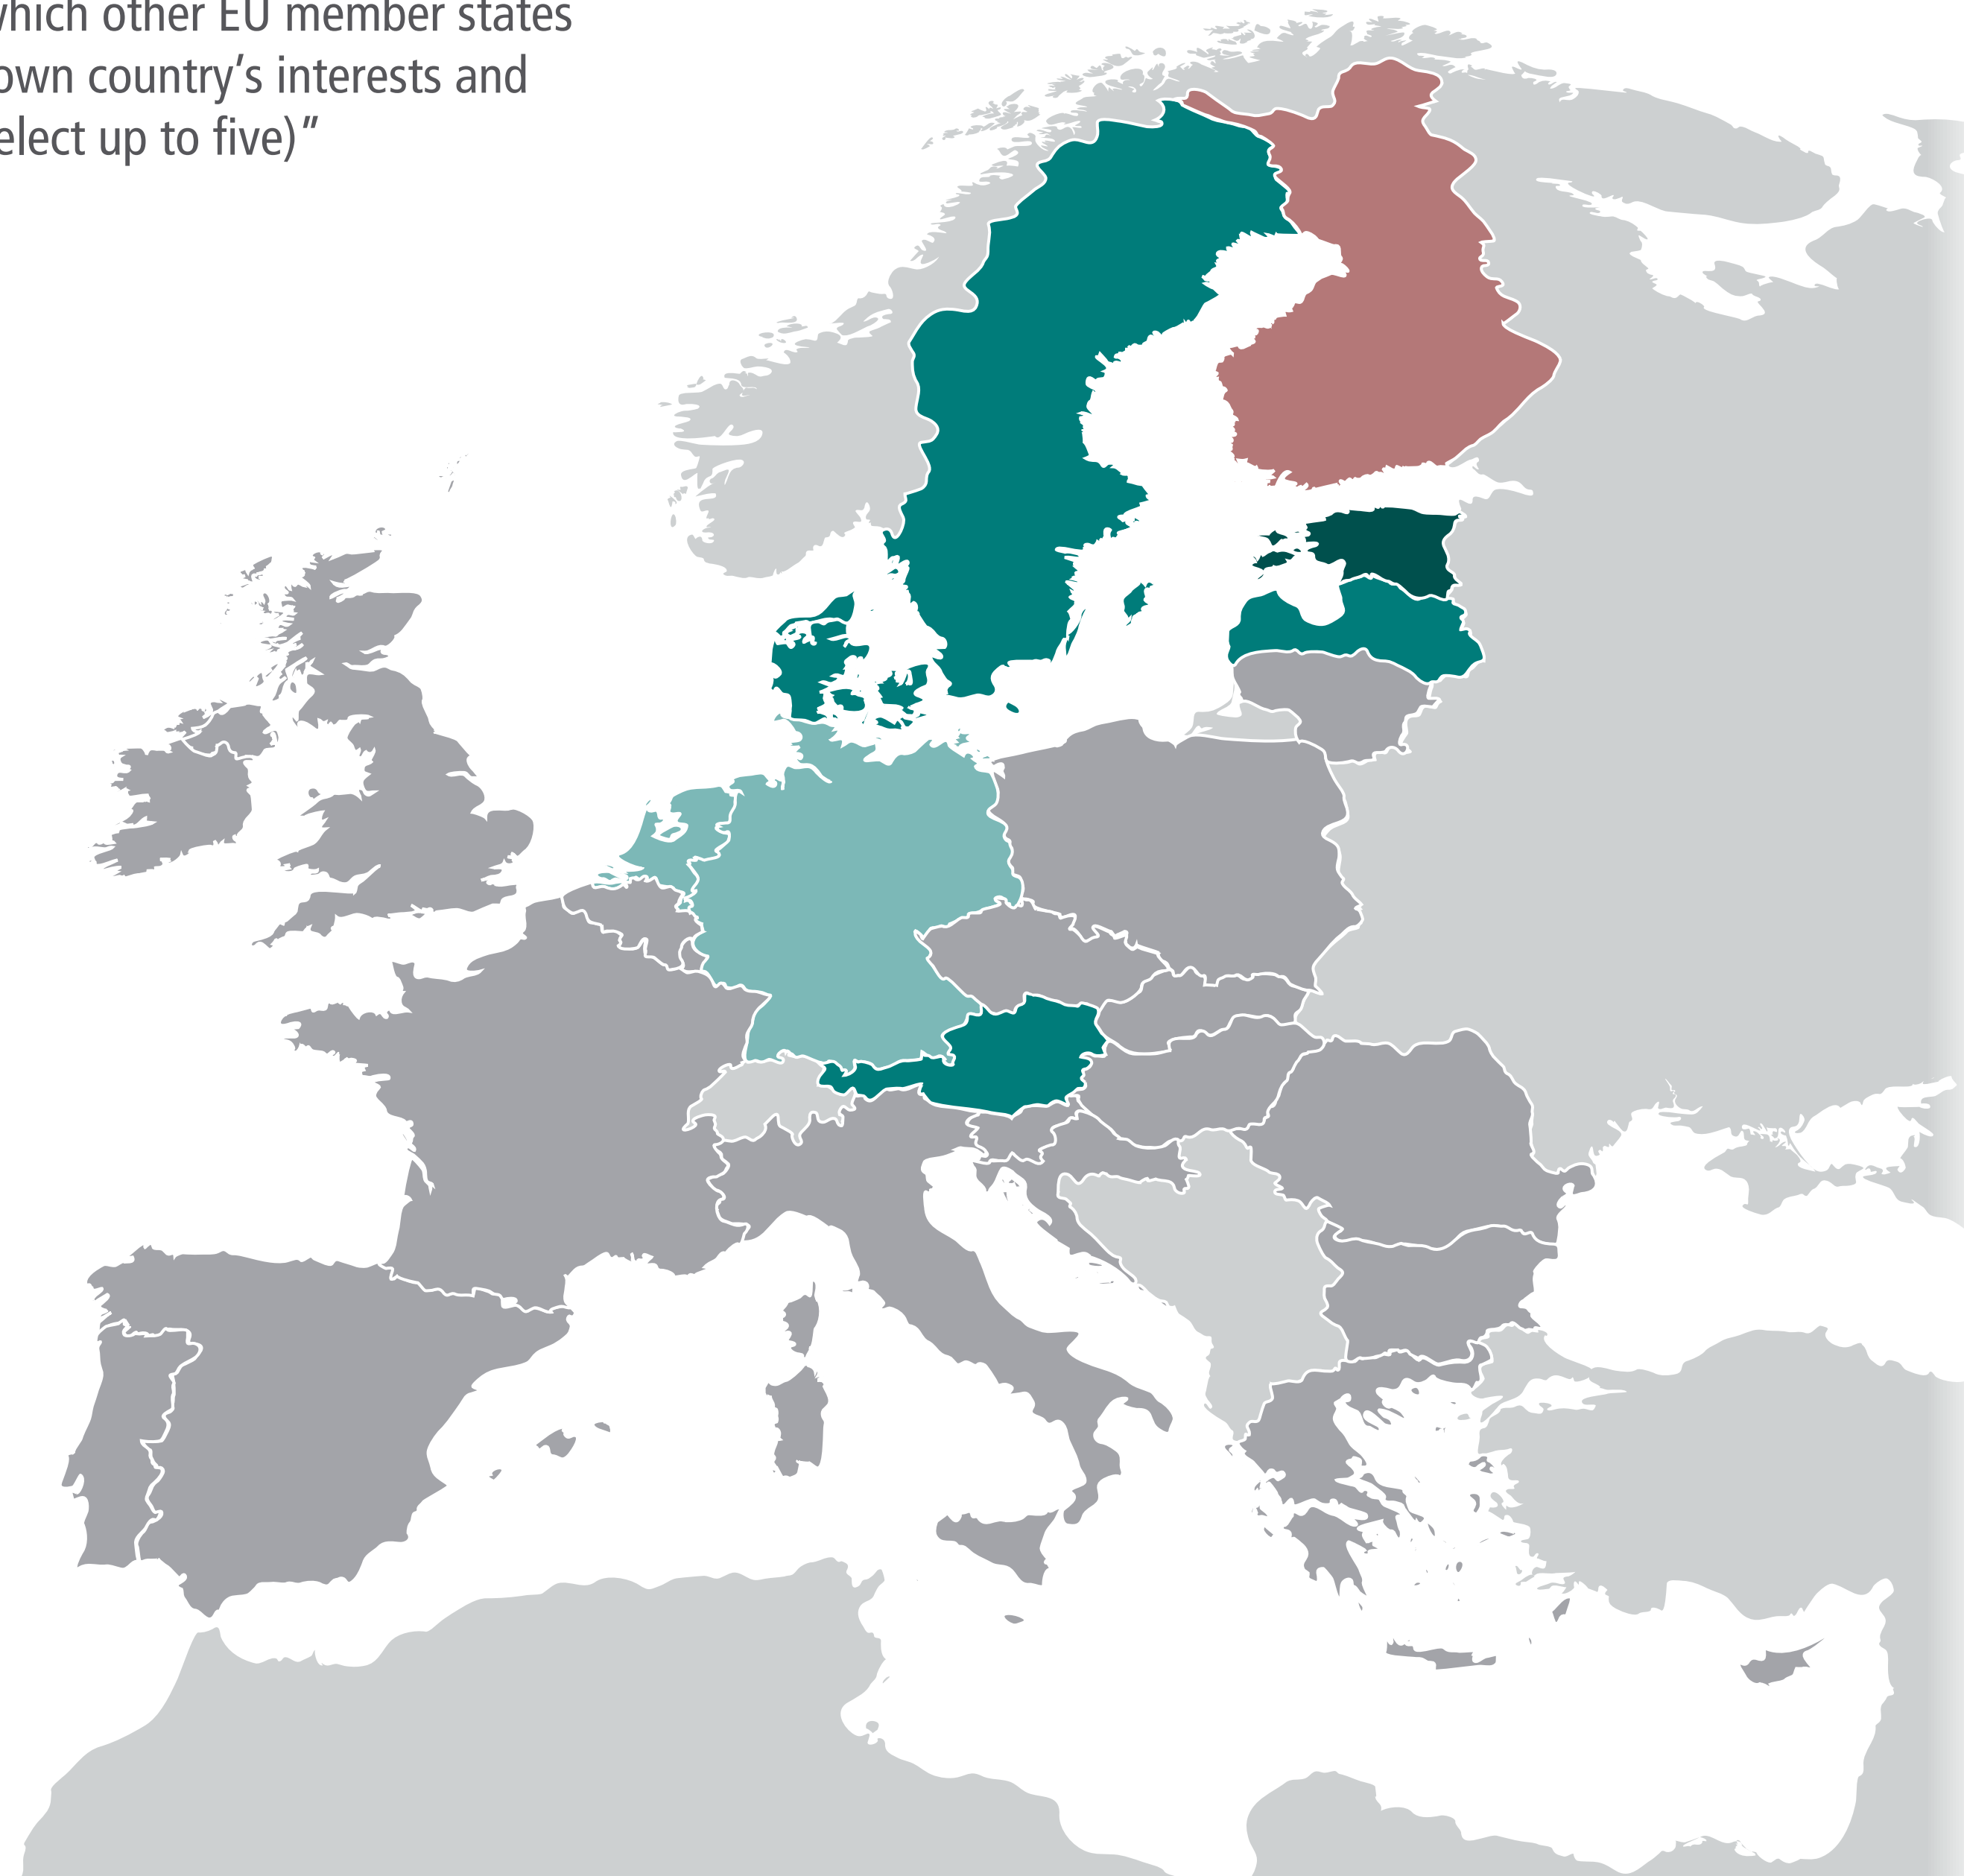 which other EU member states
own country's interests and
elect up to five)"